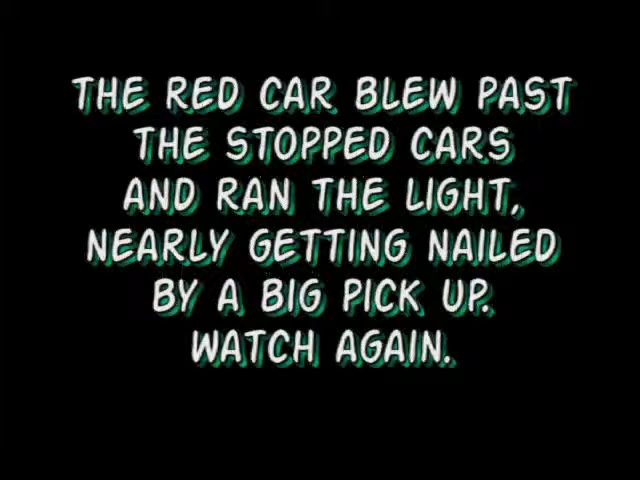 THE RED CAR BLEW PAST
THE STOPPED CARS
AND RAN THE LIGHT,
NEARLY GETTING NAILED
BY A BIG PICK UP.
WATCH AGAIN.